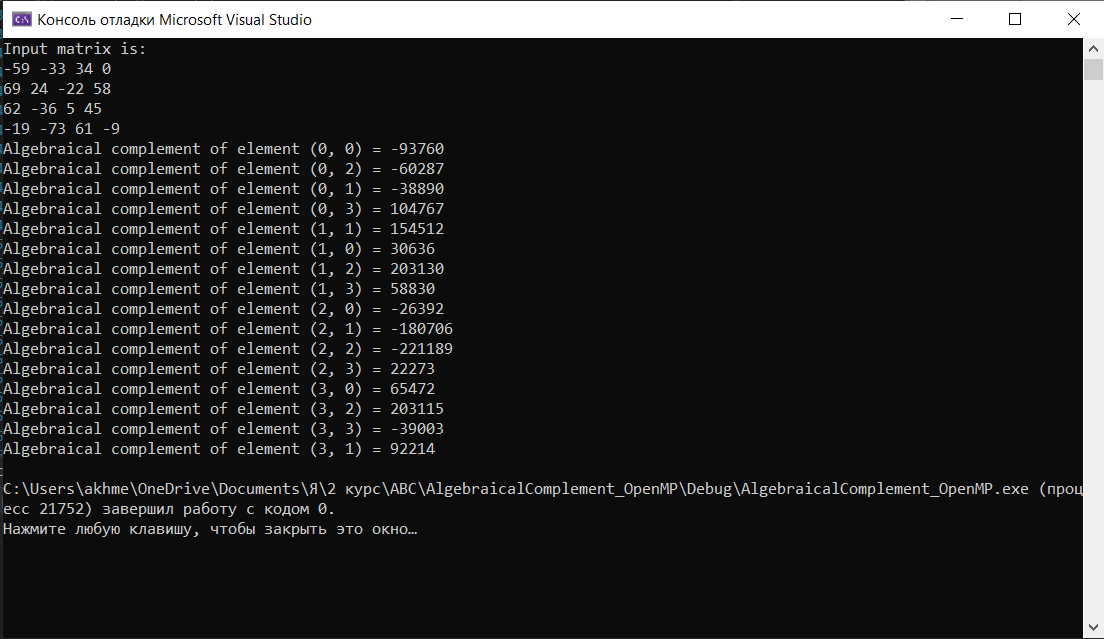 Консоль отладки Microsoft Visual Studio
Input matrix is:
-59 -33 34 0
69 24 -22 58
62 -36 5 45
-19 -73 61 -9
Algebraical complement of element (0, 0) = -93760
Algebraical complement of element (0, 2) = -60287
Algebraical complement of element (0, 1) = -38890
Algebraical complement of element (0, 3) = 104767
Algebraical complement of element (1, 1) = 154512
Algebraical complement of element (1, 0) = 30636
Algebraical complement of element (1, 2) = 203130
Algebraical complement of element (1, 3) = 58830
Algebraical complement of element (2, 0) = -26392
Algebraical complement of element (2, 1) = -180706
Algebraical complement of element (2, 2) = -221189
Algebraical complement of element (2, 3) = 22273
Algebraical complement of element (3, 0) = 65472
Algebraical complement of element (3, 2) = 203115
Algebraical complement of element (3, 3) = -39003
Algebraical complement of element (3, 1) = 92214
C:\Users\akhme\OneDrive\Documents\Я\2 курс\АВС\AlgebraicalComplement_OpenMP\Debug\AlgebraicalComplement_OpenMP.exe (проц
есс 21752) завершил работу с кодом 0.
Нажмите любую клавишу, чтобы закрыть это окно…